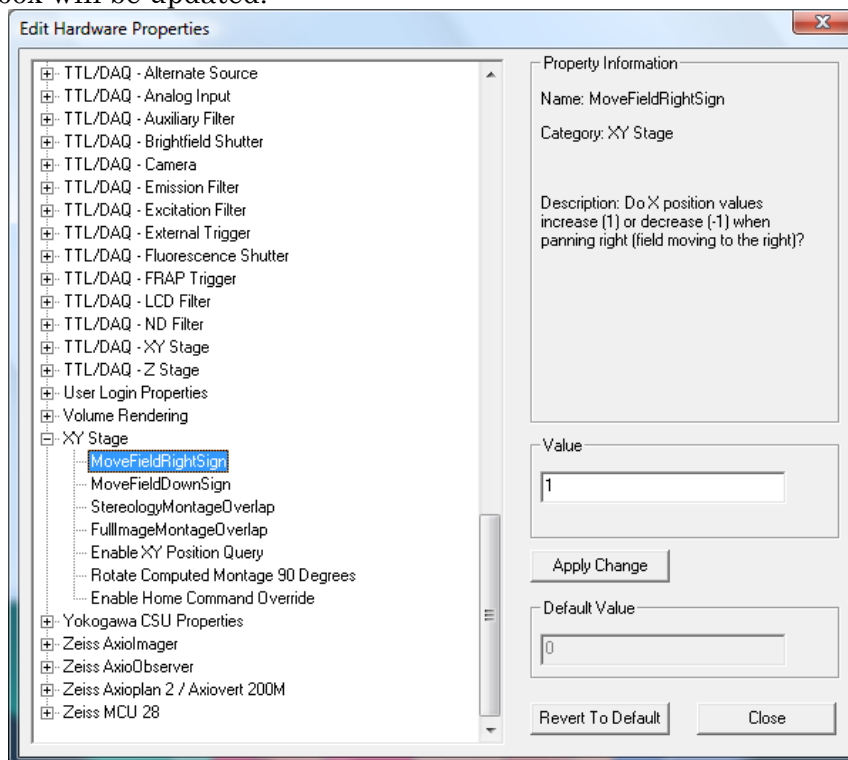 box will be updated.
Edit Hardware Properties
TTL/DAQ - Alternate Source
TTL/DAQ - Analog Input
TTL/DAQ - Auxiliary Filter
TTL/DAQ - Brightfield Shutter
TTL/DAQ - Camera
TTL/DAQ - Emission Filter
TTL/DAQ - Excitation Filter
TTL/DAQ - External Trigger
TTL/DAQ - Fluorescence Shutter
TTL/DAQ - FRAP Trigger
TTL/DAQ - LCD Filter
TTL/DAQ - ND Filter
TTL/DAQ - XY Stage
TTL/DAQ - Z Stage
User Login Properties
Volume Rendering
XY Stage
MoveFieldRightSign
MoveFieldDownSign
StereologyMontageOverlap
FullImageMontageOverlap
Enable XY Position Query
Rotate Computed Montage 90 Degrees
Enable Home Command Override
Yokogawa CSU Properties
Zeiss AxioImager
Zeiss AxioObserver
Zeiss Axioplan 2 / Axiovert 200M
Zeiss MCU 28
Property Information
Name: MoveFieldRightSign
Category: XY Stage
Description: Do X position values
increase (1) or decrease (-1) when
panning right (field moving to the right)?
Value
1
Apply Change
Default Value
0
Revert To Default
Close